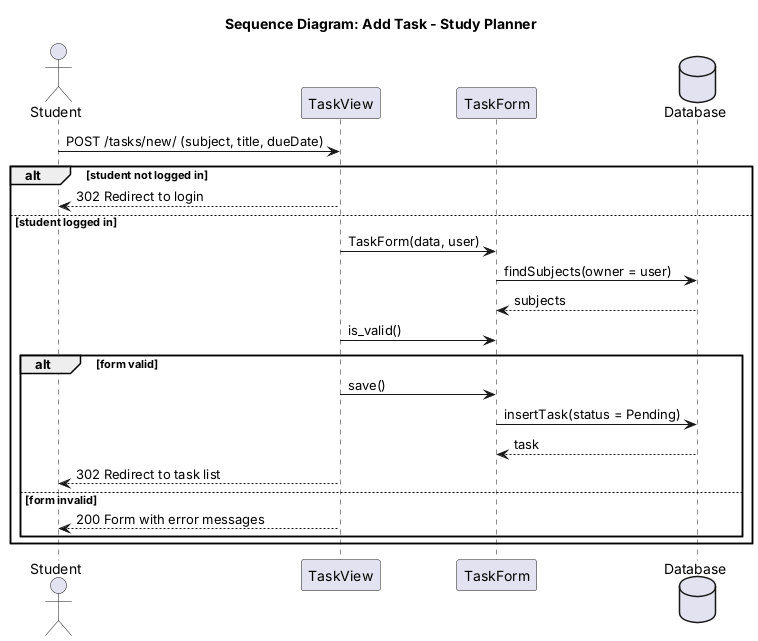 Sequence Diagram: Add Task - Study Planner
Student
TaskView
TaskForm
Database
POST /tasks/new/ (subject, title, dueDate)
alt [student not logged in]
302 Redirect to login
[student logged in]
TaskForm(data, user)
findSubjects(owner = user)
subjects
is_valid()
alt [form valid]
save()
insertTask(status = Pending)
task
302 Redirect to task list
[form invalid]
200 Form with error messages
Student
TaskView
TaskForm
Database